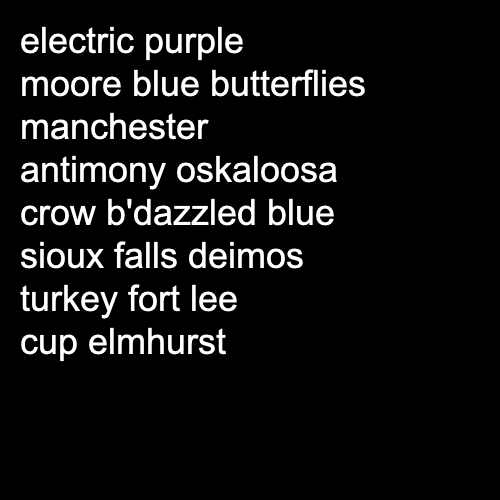 electric purple
moore blue butterflies
manchester
antimony oskaloosa
crow b'dazzled blue
sioux falls deimos
turkey fort lee
cup elmhurst